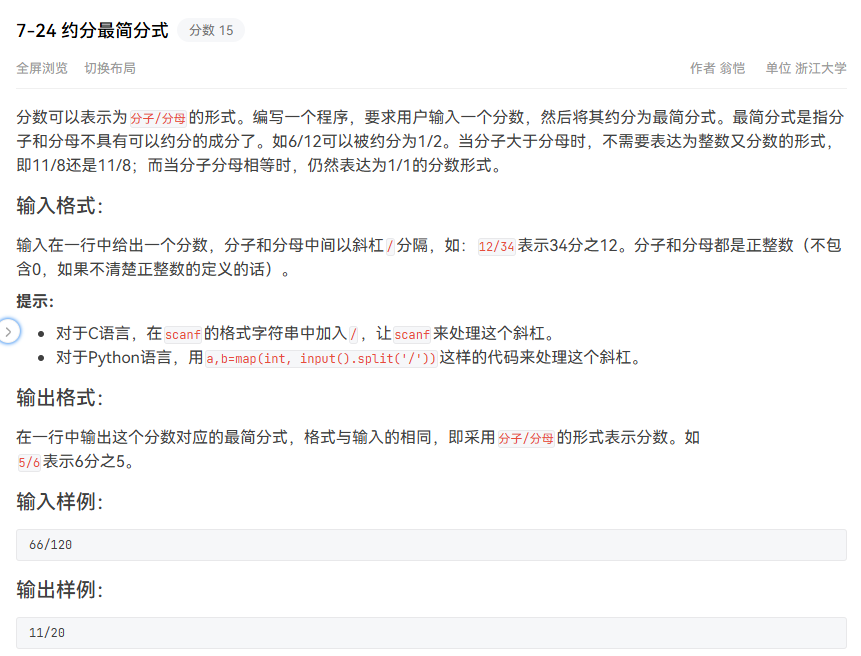 7-24 约分最简分式 分数 15
全屏浏览 切换布局 作者 翁恺 单位 浙江大学
分数可以表示为分子/分母的形式。编写一个程序，要求用户输入一个分数，然后将其约分为最简分式。最简分式是指分
子和分母不具有可以约分的成分了。如6/12可以被约分为1/2。当分子大于分母时，不需要表达为整数又分数的形式，
即11/8还是11/8；而当分子分母相等时，仍然表达为1/1的分数形式。
输入格式：
输入在一行中给出一个分数，分子和分母中间以斜杠/分隔，如：12/34表示34分之12。分子和分母都是正整数（不包
含0，如果不清楚正整数的定义的话）。
提示：
• 对于C语言，在scanf的格式字符串中加入/，让scanf来处理这个斜杠。
• 对于Python语言，用a,b=map(int, input().split('/'))这样的代码来处理这个斜杠。
输出格式：
在一行中输出这个分数对应的最简分式，格式与输入的相同，即采用分子/分母的形式表示分数。如
5/6表示6分之5。
输入样例：
66/120
输出样例：
11/20